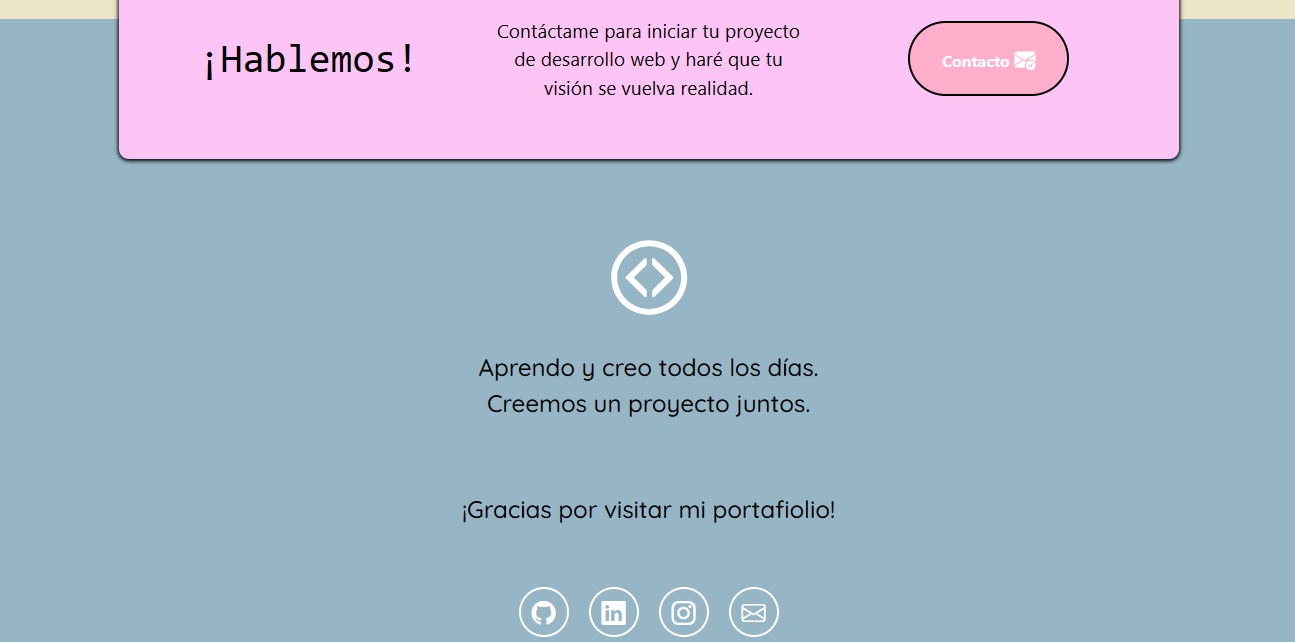 ¡Hablemos!
Contáctame para iniciar tu proyecto
de desarrollo web y haré que tu
visión se vuelva realidad.
Contacto
Aprendo y creo todos los días.
Creemos un proyecto juntos.
¡Gracias por visitar mi portafiolio!